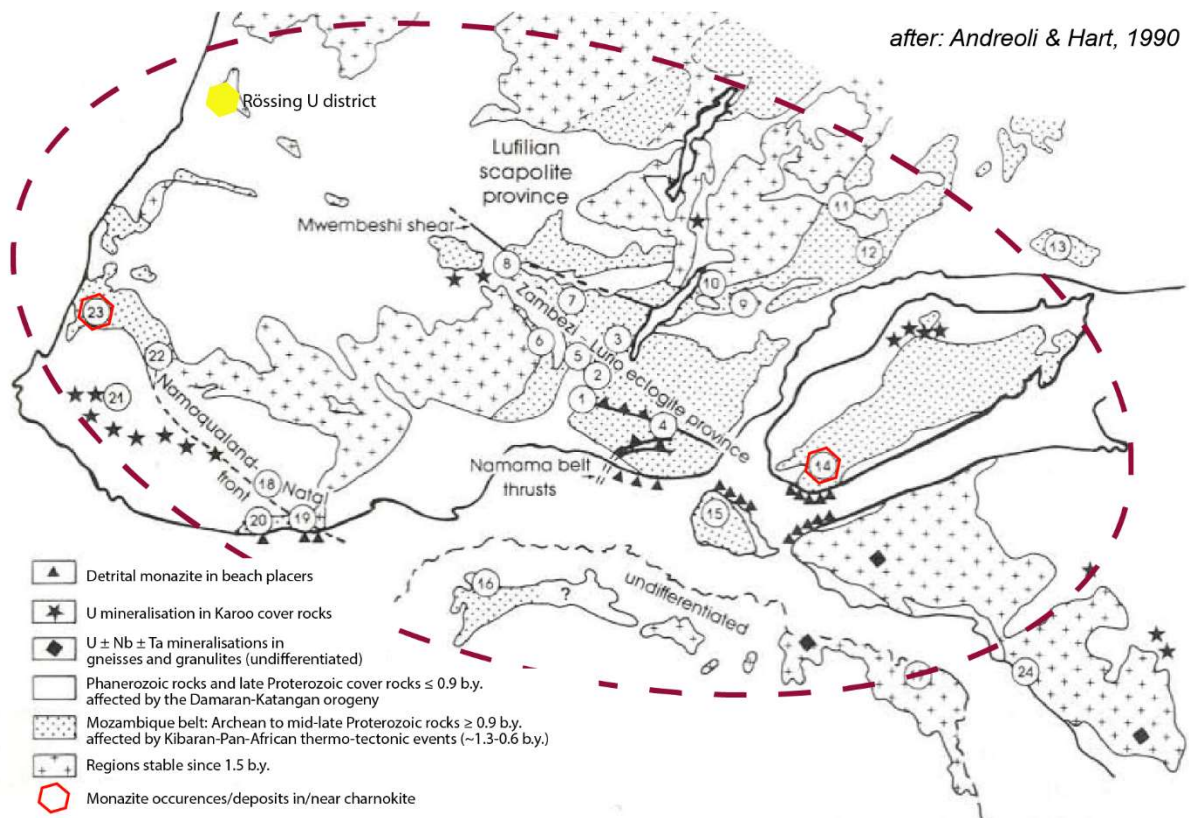 after: Andreoli & Hart, 1990
Rössing U district
Lufilian
scapolite
province
Mwembeshi shear
11
12
13
8
10
9
7
23
6
3
Zambezi
5
Lurio eclogite province
2
22
1
21
4
Namaqualand
front
Natal
14
Namama belt
thrusts
18
20
19
15
16
?
undifferentiated
24
Detrital monazite in beach placers
U mineralisation in Karoo cover rocks
U ± Nb ± Ta mineralisations in
gneisses and granulites (undifferentiated)
Phanerozoic rocks and late Proterozoic cover rocks ≤ 0.9 b.y.
affected by the Damaran-Katangan orogeny
Mozambique belt: Archean to mid-late Proterozoic rocks ≥ 0.9 b.y.
affected by Kibaran-Pan-African thermo-tectonic events (~1.3-0.6 b.y.)
Regions stable since 1.5 b.y.
Monazite occurences/deposits in/near charnokite